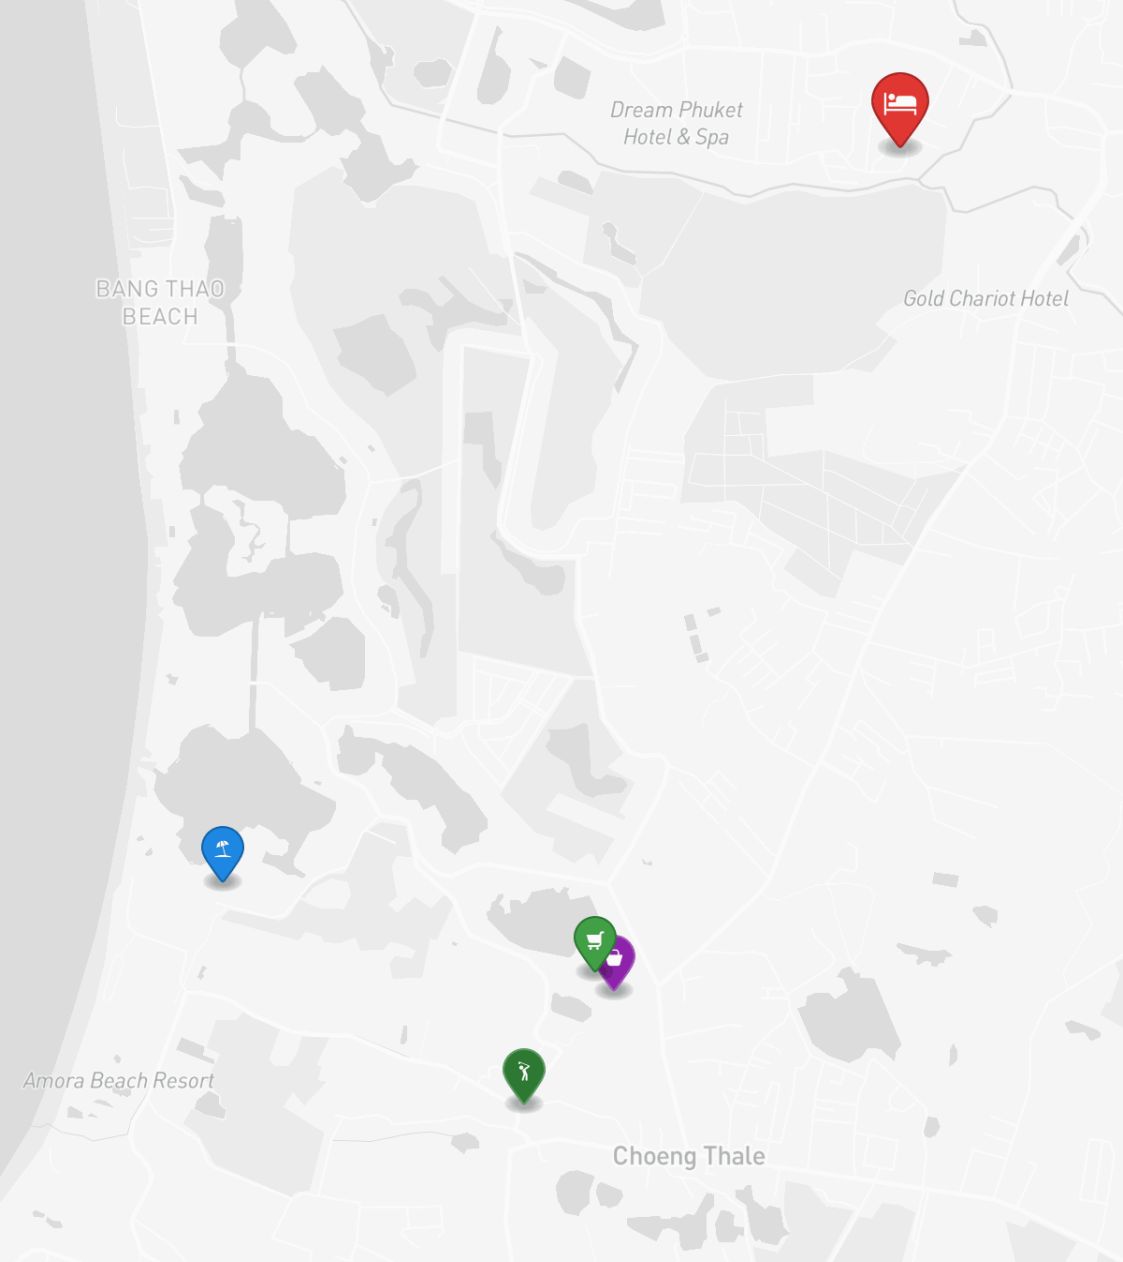 Dream Phuket
Hotel & Spa
BANG THAO
BEACH
Gold Chariot Hotel
Amora Beach Resort
Choeng Thale